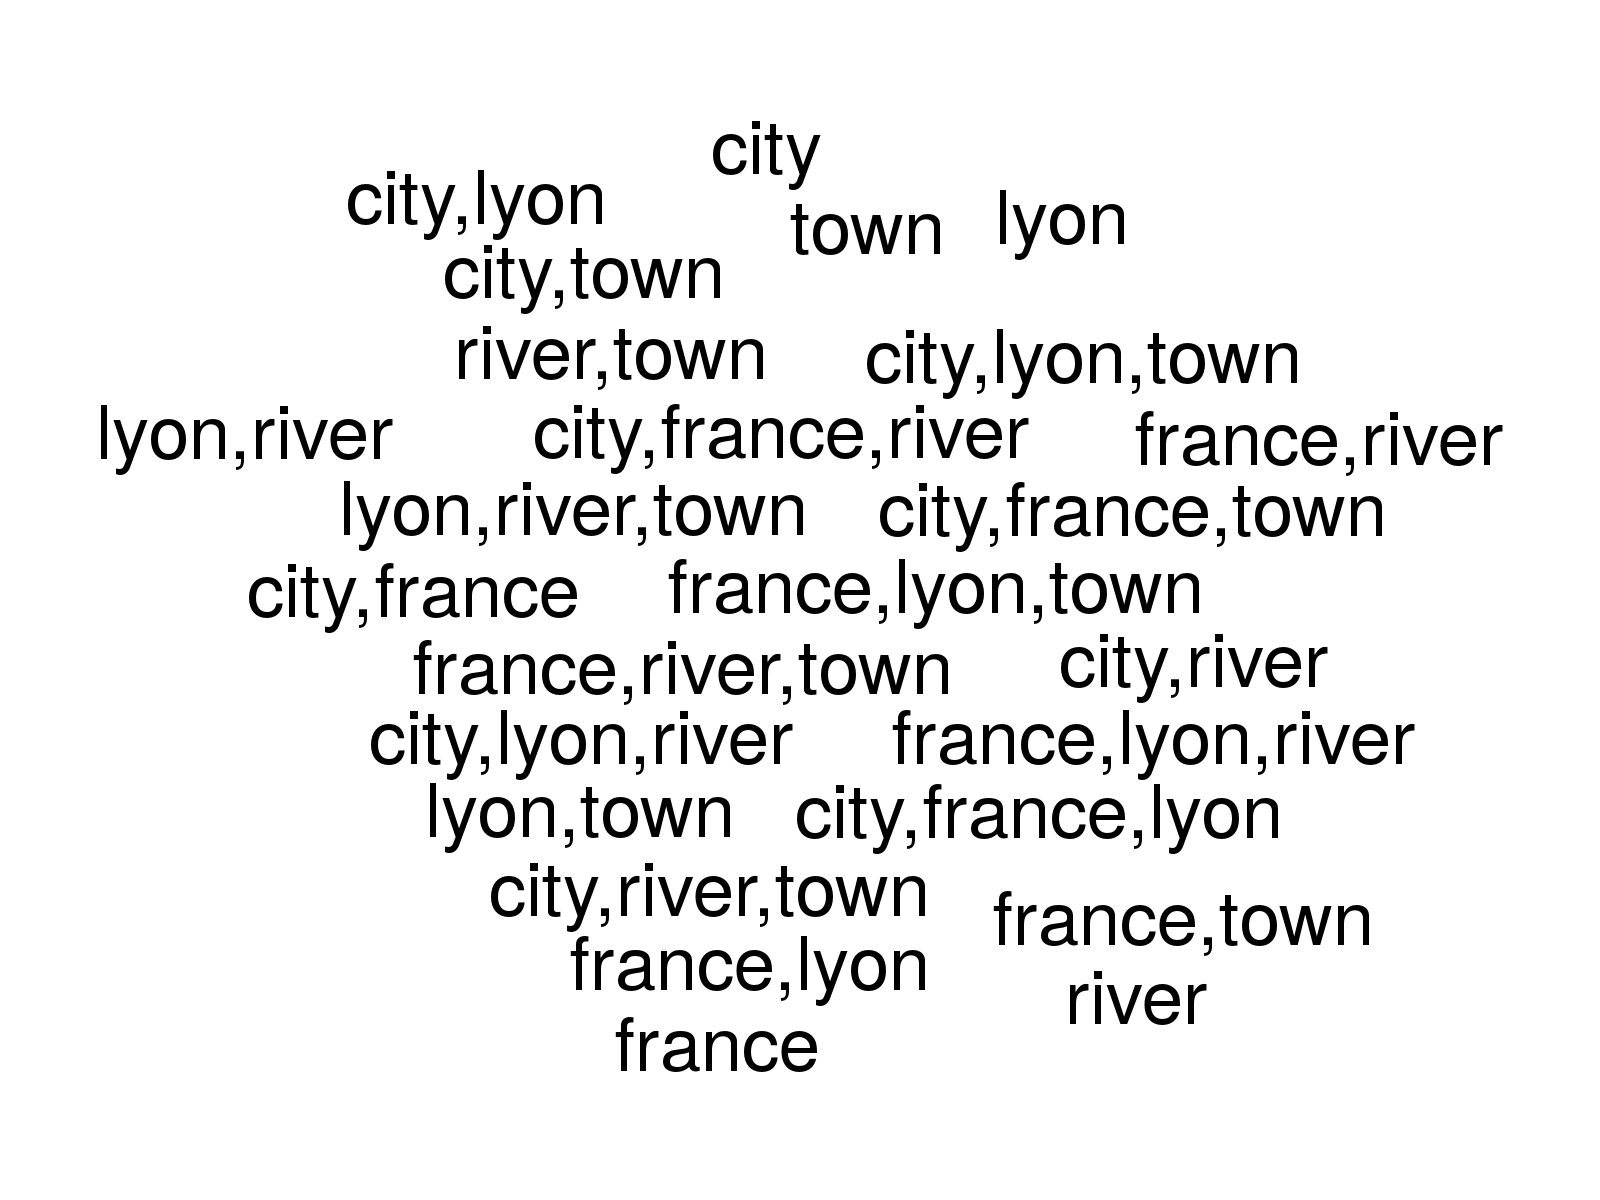 city
city,lyon
town lyon
city,town
river,town city,lyon,town
lyon,river city,france,river france,river
lyon,river,town city,france,town
city,france france,lyon,town
france,river,town city,river
city,lyon,river france,lyon,river
lyon,town city,france,lyon
city,river,town france,town
france,lyon
river
france